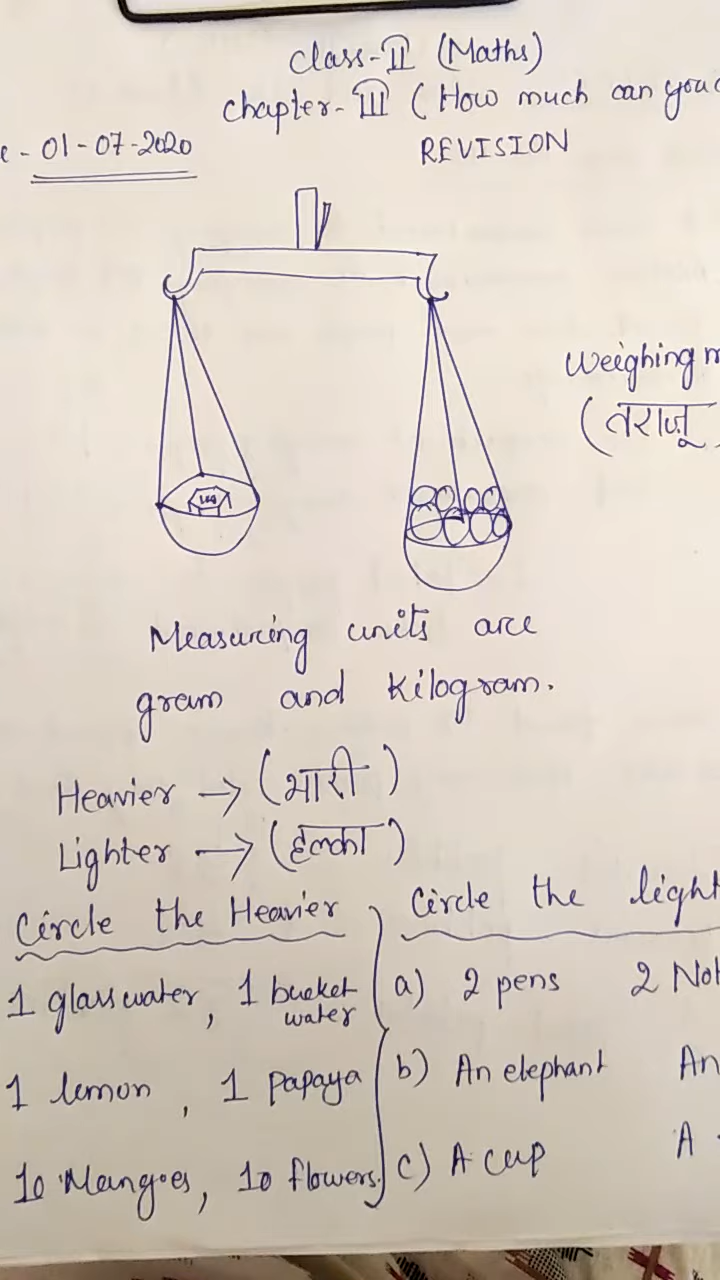 Class-II (Maths)
Chapter-III (How much can you
- 01-07-2020
REVISION
Weighing
(तराजू
1kg
Measuring units are
gram and Kilogram.
Heavier → (भारी)
Lighter → (हल्का)
Circle the Heavier
1 glass water, 1 bucket water
1 lemon, 1 Papaya
10 Mangoes, 10 flowers
Circle the light
a) 2 pens 2 Not
b) An elephant An
c) A cup A